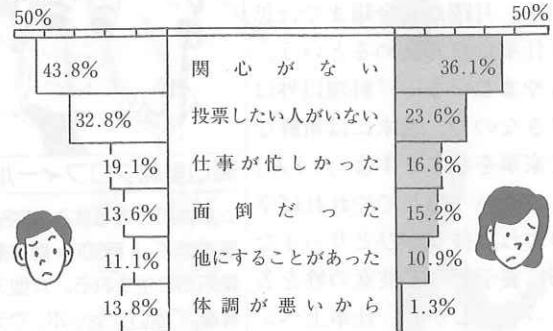 50% 50%
43.8% 関心がない 36.1%
32.8% 投票したい人がいない 23.6%
19.1% 仕事が忙しかった 16.6%
13.6% 面倒だった 15.2%
11.1% 他にすることがあった 10.9%
13.8% 体調が悪いから 1.3%